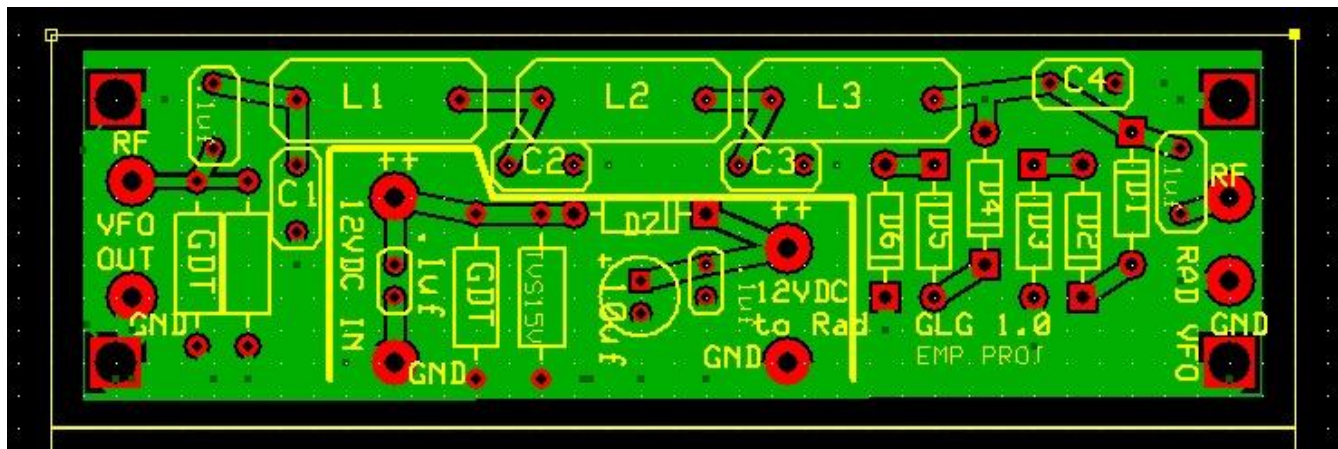 RF
VFO
OUT
GND
.1uf
GDT
C1
L1
L2
L3
C2
C3
C4
++
12VDC IN
.1uf
GDT
TVS15V
GND
D7
+
10uf
.1uf
++
12VDC
to Rad
GND
D6
D5
D4
D3
D2
D1
GLG 1.0
EMP PROT
.1uf
RF
RAD VFO
GND